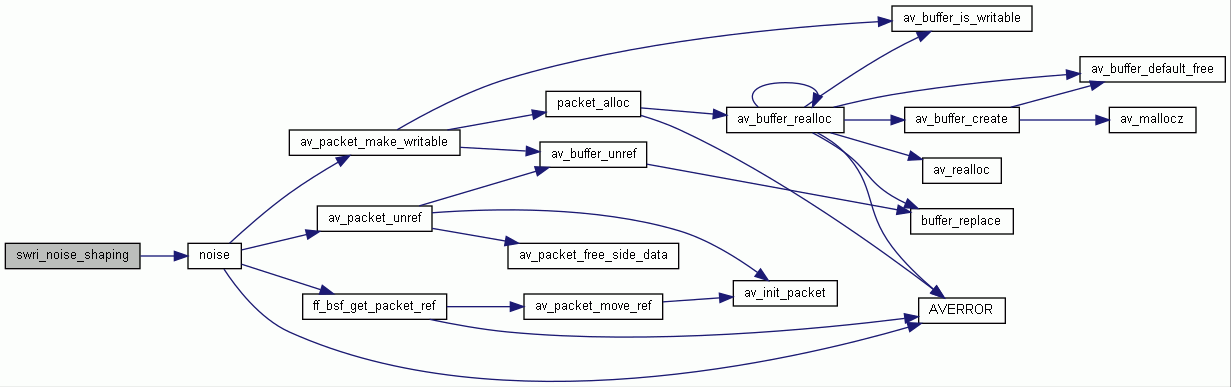 av_buffer_is_writable
av_buffer_default_free
packet_alloc
av_buffer_realloc
av_buffer_create
av_mallocz
av_packet_make_writable
av_buffer_unref
av_realloc
av_packet_unref
buffer_replace
swri_noise_shaping
noise
av_packet_free_side_data
av_init_packet
ff_bsf_get_packet_ref
av_packet_move_ref
AVERROR